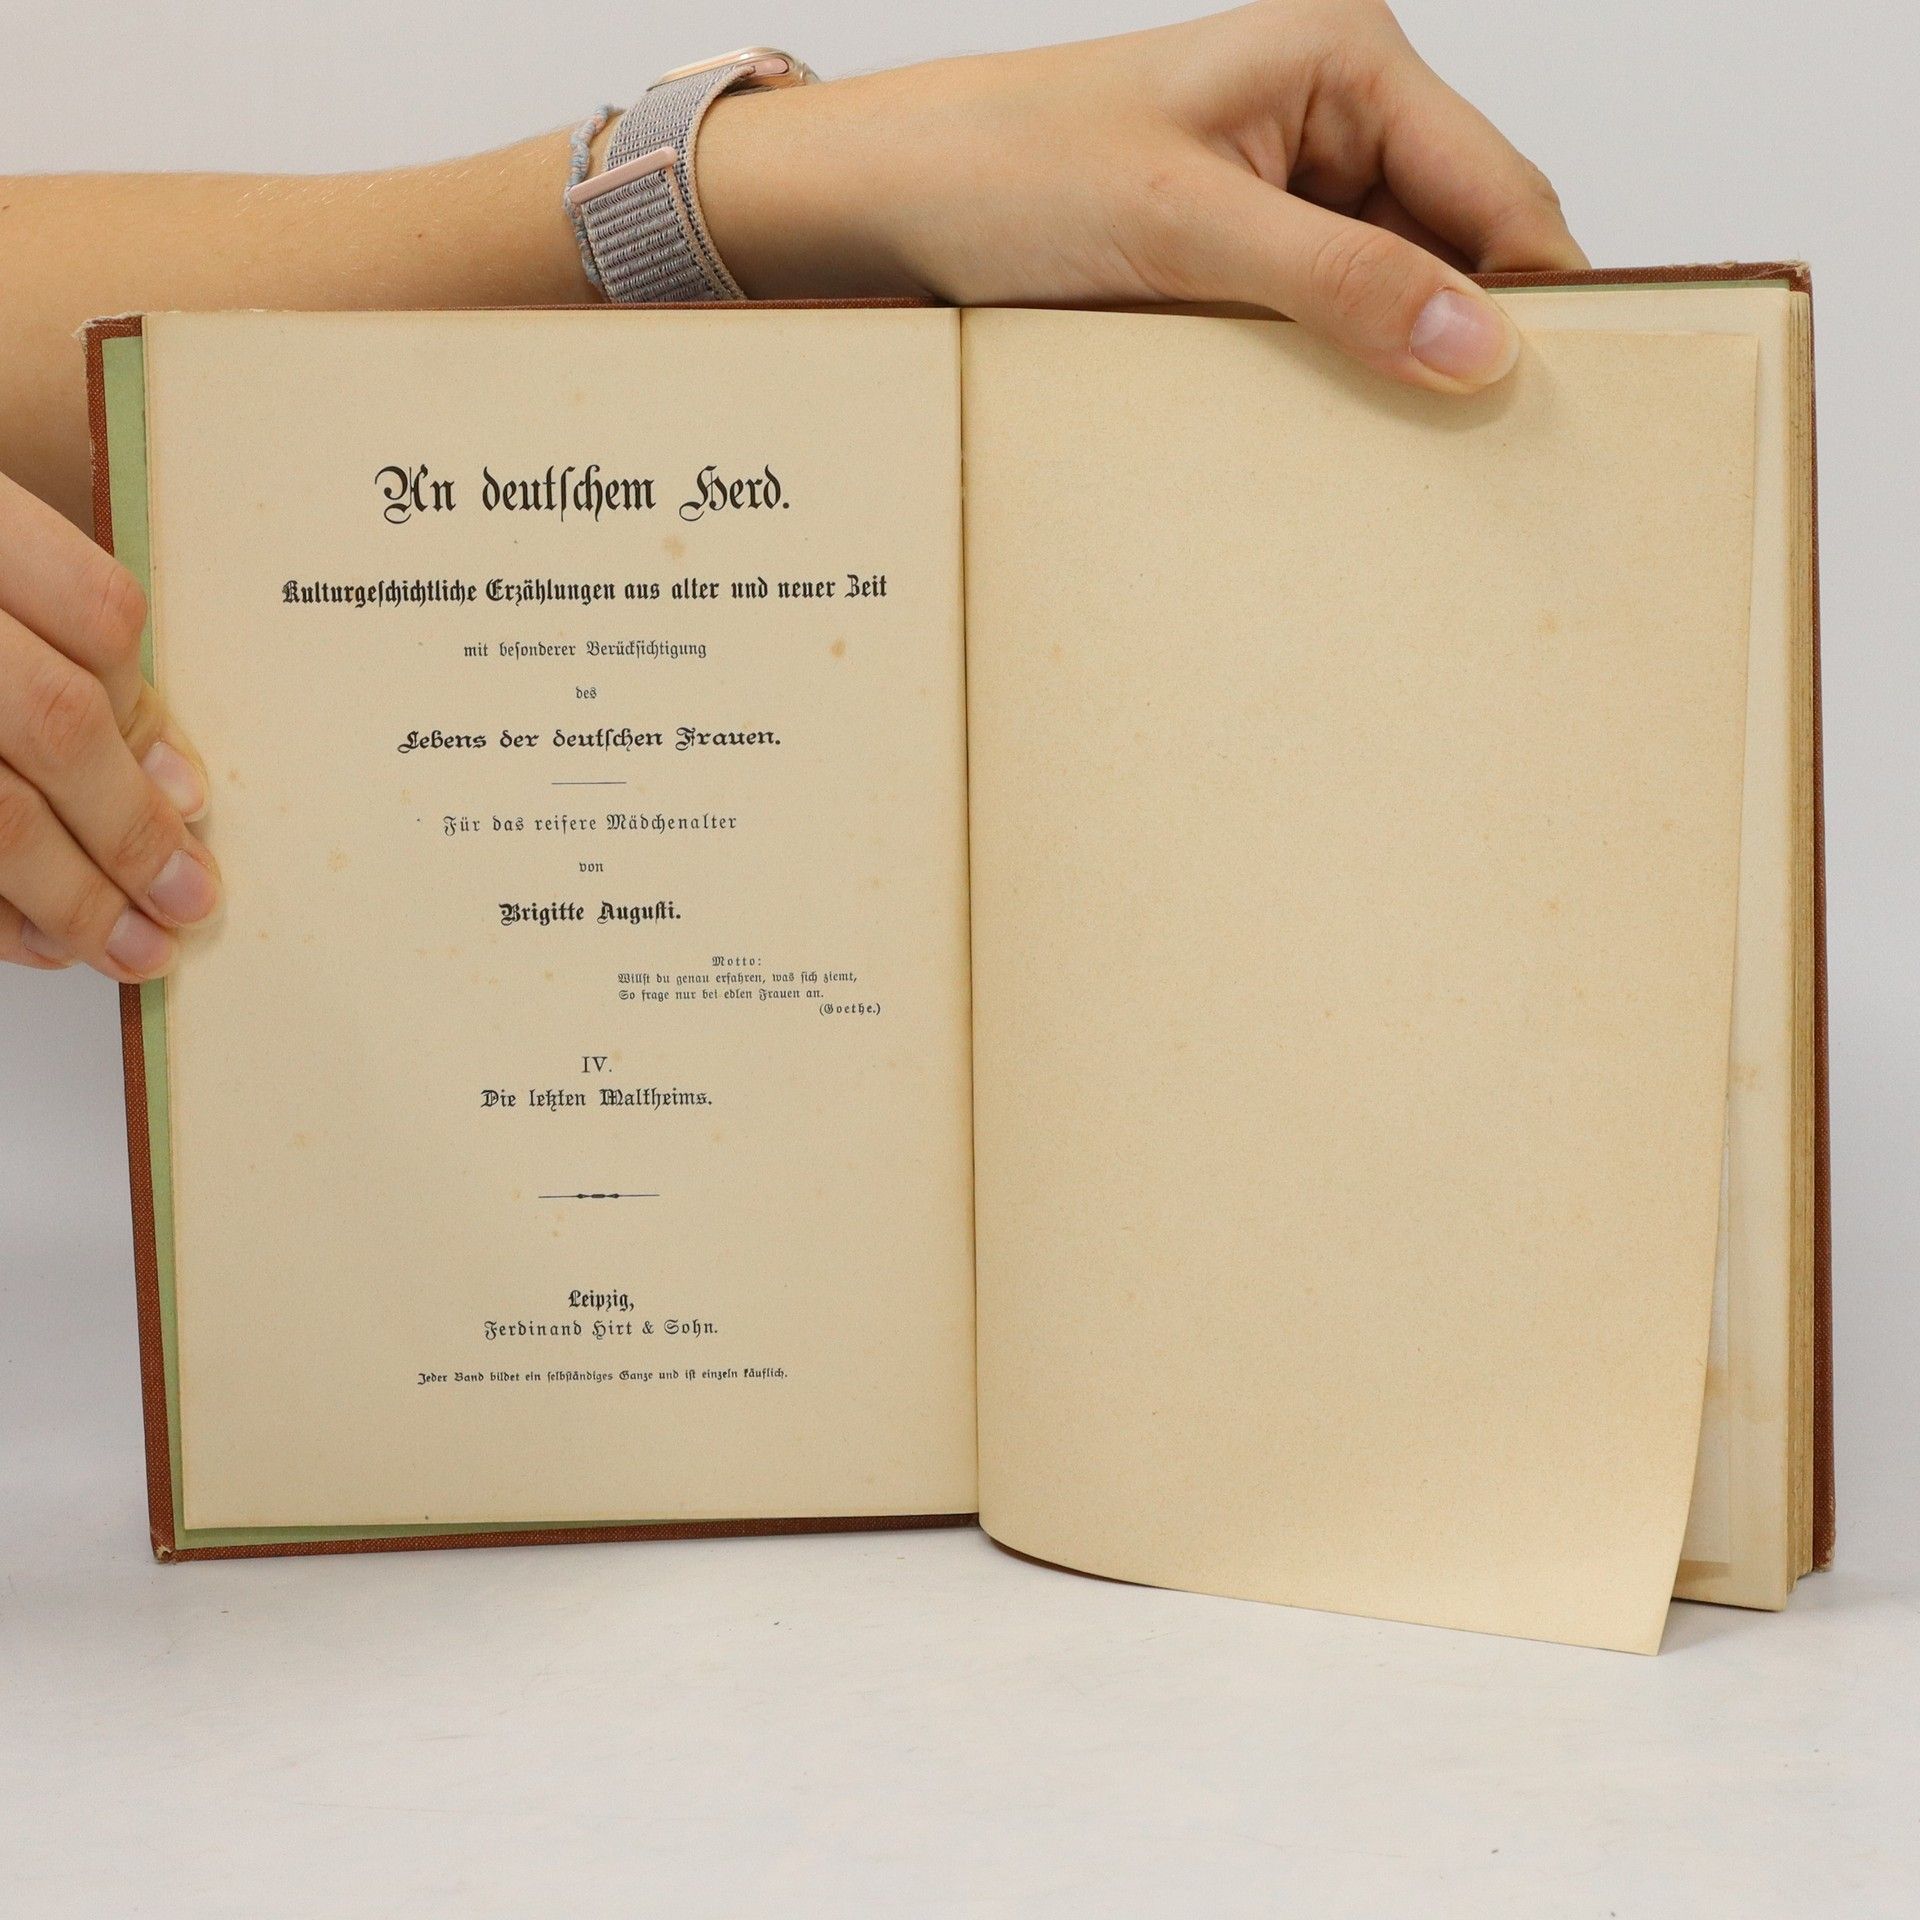 An deutſchem Herd.
Kulturgeſchichtliche Erzählungen aus alter und neuer Zeit
mit beſonderer Berückſichtigung
des
Lebens der deutſchen Frauen.
Für das reifere Mädchenalter
von
Brigitte Auguſti.
Motto:
Willſt du genau erfahren, was ſich ziemt,
So frage nur bei edlen Frauen an.
(Goethe.)
IV.
Die letzten Maltheims.
Leipzig,
Ferdinand Hirt & Sohn.
Jeder Band bildet ein ſelbſtändiges Ganze und iſt einzeln käuflich.